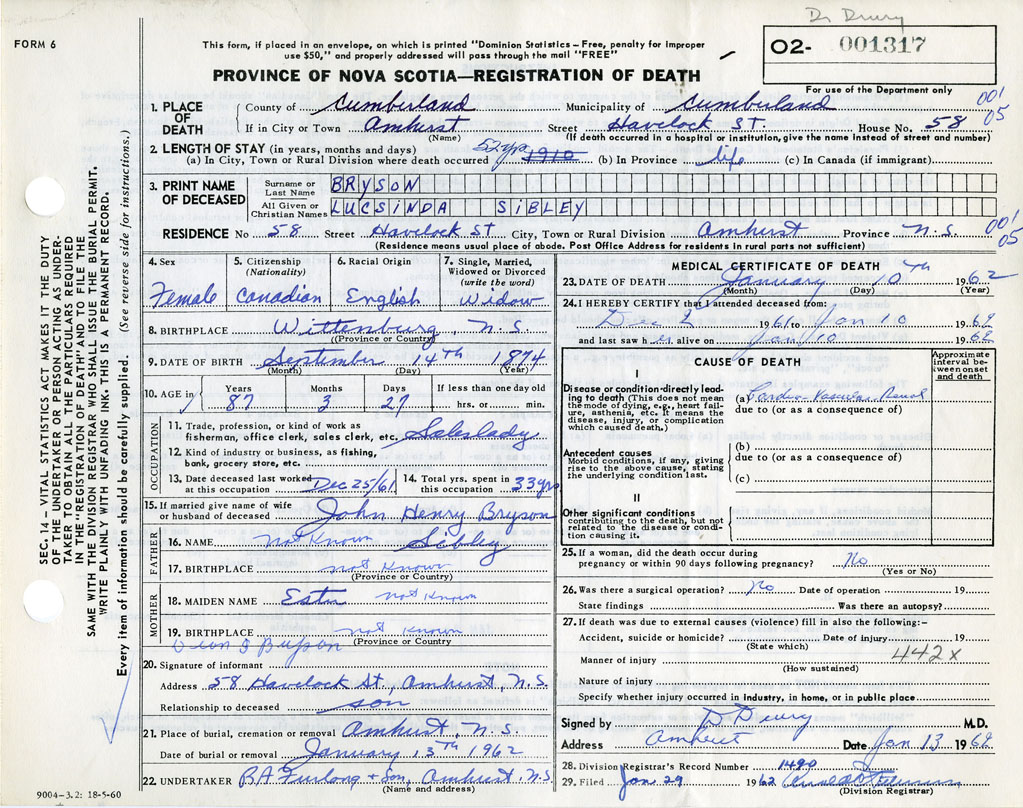 Dr Drury
FORM 6
This form, if placed in an envelope, on which is printed "Dominion Statistics – Free, penalty for improper
use $50," and properly addressed will pass through the mail "FREE"
O2- 001317
For use of the Department only
PROVINCE OF NOVA SCOTIA—REGISTRATION OF DEATH
001
05
1. PLACE OF DEATH
County of Cumberland Municipality of Cumberland
If in City or Town Amherst Street Havelock ST. House No. 58
(Name) (If death occurred in a hospital or institution, give the name instead of street and number)
2. LENGTH OF STAY (in years, months and days)
(a) In City, Town or Rural Division where death occurred 52 yrs 1910 (b) In Province life (c) In Canada (if immigrant)
3. PRINT NAME OF DECEASED
Surname or Last Name BRYSON
All Given or Christian Names LUCSiNDA SiBLEY
RESIDENCE No 58 Street Havelock St City, Town or Rural Division Amherst Province N.S.
001
05
(Residence means usual place of abode. Post Office Address for residents in rural parts not sufficient)
4. Sex
Female
5. Citizenship
(Nationality)
Canadian
6. Racial Origin
English
7. Single, Married, Widowed or Divorced
(write the word)
Widow
8. BIRTHPLACE Wittenburg, N.S.
(Province or Country)
9. DATE OF BIRTH September 14th 1874
(Month) (Day) (Year)
10. AGE in
Years 87
Months 3
Days 27
If less than one day old
hrs. or min.
OCCUPATION
11. Trade, profession, or kind of work as fisherman, office clerk, sales clerk, etc. Saleslady
12. Kind of industry or business, as fishing, bank, grocery store, etc.
13. Date deceased last worked at this occupation Dec 25/61
14. Total yrs. spent in this occupation 33 yrs
15. If married give name of wife or husband of deceased John Henry Bryson
FATHER
16. NAME not Known Sibley
17. BIRTHPLACE not Known
(Province or Country)
MOTHER
18. MAIDEN NAME not known
19. BIRTHPLACE not known
(Province or Country)
20. Signature of informant
Address 58 Havelock St., Amherst, N.S.
Relationship to deceased son
21. Place of burial, cremation or removal Amherst, N.S.
Date of burial or removal January 13th 1962
22. UNDERTAKER R.A. Furlong + Son, Amherst, N.S.
(Name and address)
MEDICAL CERTIFICATE OF DEATH
23. DATE OF DEATH January 10th 1962
(Month) (Day) (Year)
24. I HEREBY CERTIFY that I attended deceased from:
Dec 2 1961 to Jan 10 1962
and last saw her alive on Jan 10 1962
CAUSE OF DEATH
Approximate interval between onset and death
I
Disease or condition directly leading to death (This does not mean the mode of dying, e.g., heart failure, asthenia, etc. It means the disease, injury, or complication which caused death.)
(a) Cardio-Vascular Renal
due to (or as a consequence of)
Antecedent causes
Morbid conditions, if any, giving rise to the above cause, stating the underlying condition last.
(b)
due to (or as a consequence of)
(c)
II
Other significant conditions
contributing to the death, but not related to the disease or condition causing it.
25. If a woman, did the death occur during pregnancy or within 90 days following pregnancy? No
(Yes or No)
26. Was there a surgical operation? No Date of operation 19
State findings Was there an autopsy?
27. If death was due to external causes (violence) fill in also the following:–
Accident, suicide or homicide? Date of injury 19
(State which)
442x
Manner of injury
(How sustained)
Nature of injury
Specify whether injury occurred in industry, in home, or in public place
Signed by D Drury M.D.
Address Amherst Date Jan 13 1962
28. Division Registrar's Record Number 1490
29. Filed Jan 29 1962
(Division Registrar)
SEC. 14 – VITAL STATISTICS ACT MAKES IT THE DUTY
OF THE UNDERTAKER OR PERSON ACTING AS UNDER-
TAKER TO OBTAIN ALL THE PARTICULARS REQUIRED
IN THE "REGISTRATION OF DEATH" AND TO FILE THE
SAME WITH THE DIVISION REGISTRAR WHO SHALL ISSUE THE BURIAL PERMIT.
WRITE PLAINLY WITH UNFADING INK. THIS IS A PERMANENT RECORD.
Every item of information should be carefully supplied. (See reverse side for instructions.)
9004-3.2: 18-5-60